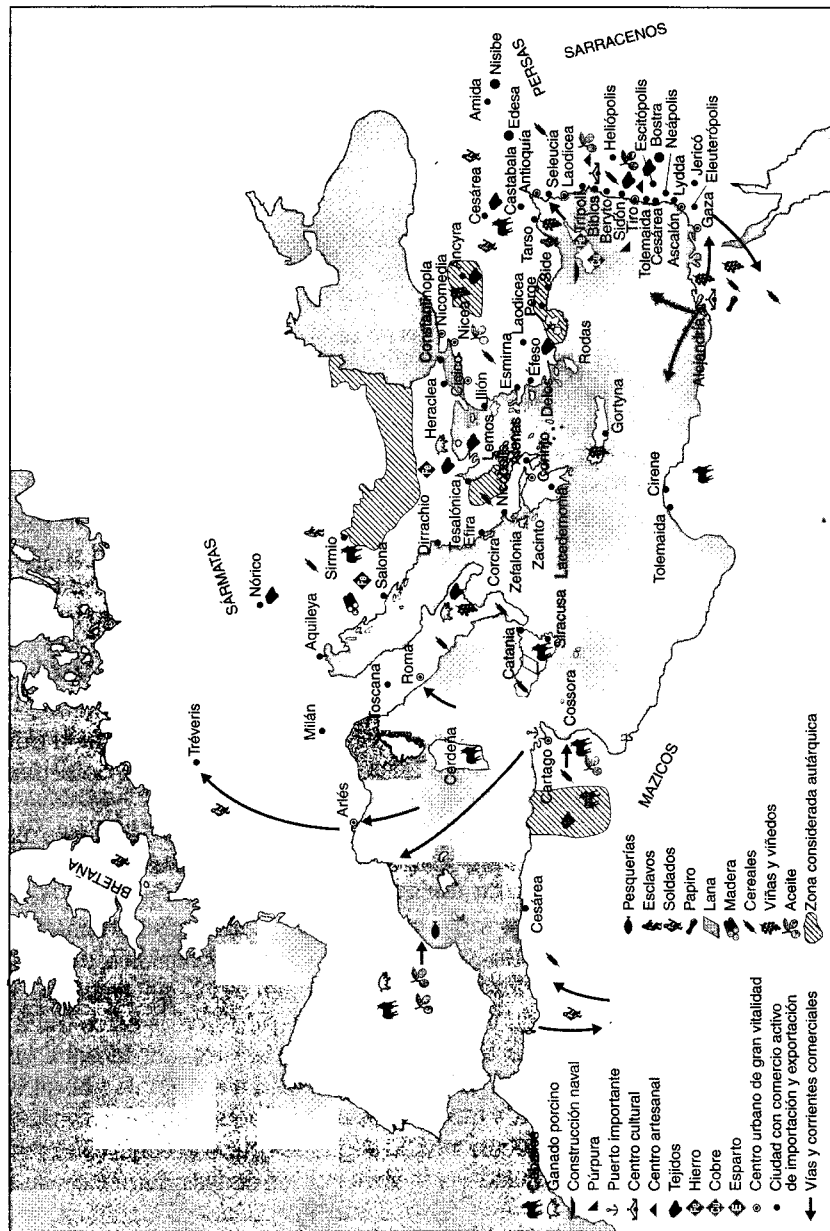 SÁRMATAS
SARRACENOS
PERSAS
MAZICOS
BRETAÑA
Tréveris
Nórico
Milán
Aquileya
Sirmio
Salona
Arlés
Toscana
Roma
Cerdeña
Catania
Siracusa
Cossora
Cartago
Cesárea
Dirrachio
Tesalónica
Efira
Corcira
Zefalonia
Zacinto
Lacedemonia
Atenas
Corinto
Delos
Lemos
Heraclea
Cízico
Ilión
Nicomedia
Nicea
Ancyra
Esmirna
Efeso
Laodicea
Perge
Side
Rodas
Gortyna
Cirene
Tolemaida
Alejandría
Cesárea
Castabala
Tarso
Antioquía
Amida
Nisibe
Edesa
Seleucia
Laodicea
Trípolis
Biblos
Beryto
Sidón
Tiro
Tolemaida
Cesárea
Ascalón
Gaza
Heliópolis
Escitópolis
Bostra
Neápolis
Lydda
Jericó
Eleuterópolis
Ganado porcino
Construcción naval
Púrpura
Puerto importante
Centro cultural
Centro artesanal
Tejidos
Hierro
Cobre
Esparto
Centro urbano de gran vitalidad
Ciudad con comercio activo
de importación y exportación
Vías y corrientes comerciales
Pesquerías
Esclavos
Soldados
Papiro
Lana
Madera
Cereales
Viñas y viñedos
Aceite
Zona considerada autárquica